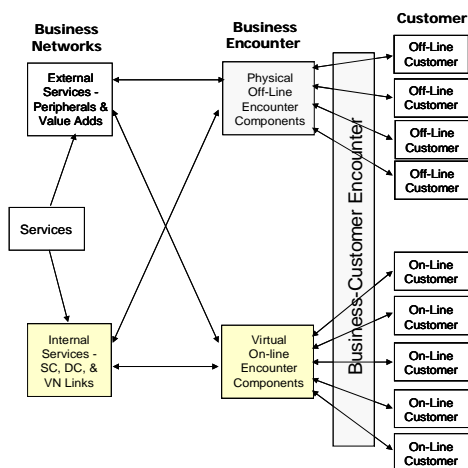 Business
Networks
Business
Encounter
Customer
External
Services -
Peripherals &
Value Adds
Physical
Off-Line
Encounter
Components
Services
Internal
Services -
SC, DC, &
VN Links
Virtual
On-line
Encounter
Components
Business-Customer Encounter
Off-Line
Customer
Off-Line
Customer
Off-Line
Customer
Off-Line
Customer
On-Line
Customer
On-Line
Customer
On-Line
Customer
On-Line
Customer
On-Line
Customer